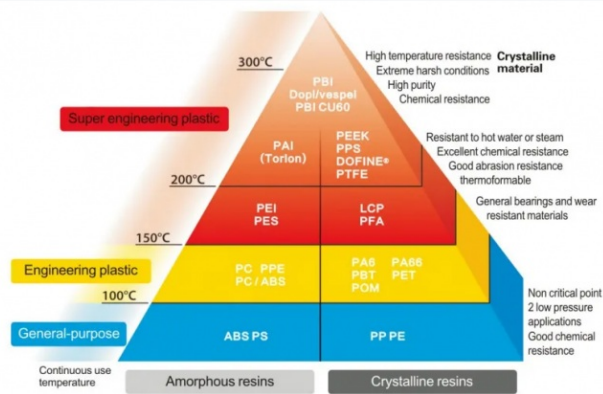 300°C
PBI
Dopl/vespel
PBI CU60
High temperature resistance
Extreme harsh conditions
High purity
Chemical resistance
Crystalline
material
Super engineering plastic
PAI
(Torlon)
PEEK
PPS
DOFINE®
PTFE
Resistant to hot water or steam
Excellent chemical resistance
Good abrasion resistance
thermoformable
200°C
PEI
PES
LCP
PFA
General bearings and wear
resistant materials
150°C
Engineering plastic
PC PPE
PC/ABS
PA6 PA66
PBT PET
POM
100°C
General-purpose
ABS PS
PP PE
Non critical point
2 low pressure
applications
Good chemical
resistance
Continuous use
temperature
Amorphous resins
Crystalline resins